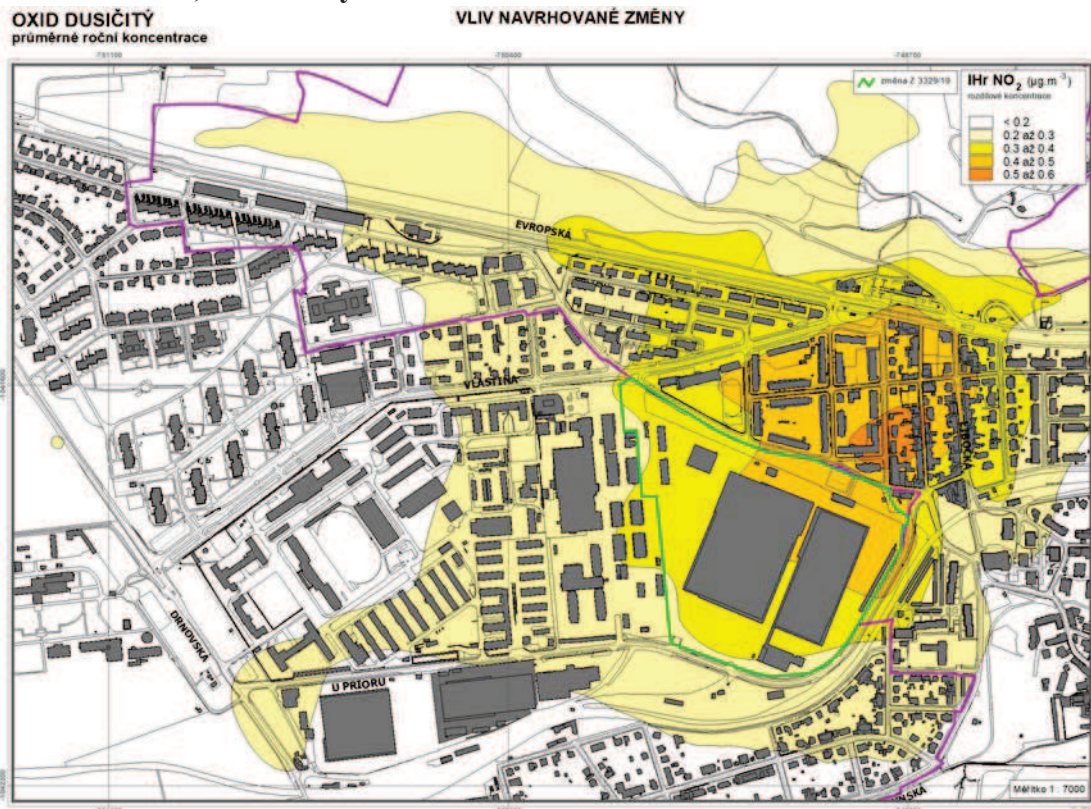 OXID DUSIČITÝ
průměrné roční koncentrace
VLIV NAVRHOVANÉ ZMĚNY
změna Z 3329/19
IHr NO₂ (µg.m⁻³)
rozdílové koncentrace
< 0.2
0.2 až 0.3
0.3 až 0.4
0.4 až 0.5
0.5 až 0.6
EVROPSKÁ
VLASTINA
DRNOVSKÁ
U PRIORU
Měřítko 1 : 7000